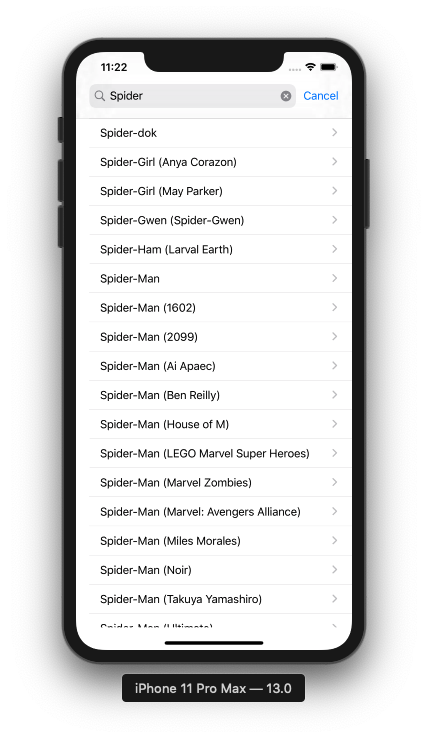 11:22
Spider
Cancel
Spider-dok
Spider-Girl (Anya Corazon)
Spider-Girl (May Parker)
Spider-Gwen (Spider-Gwen)
Spider-Ham (Larval Earth)
Spider-Man
Spider-Man (1602)
Spider-Man (2099)
Spider-Man (Ai Apaec)
Spider-Man (Ben Reilly)
Spider-Man (House of M)
Spider-Man (LEGO Marvel Super Heroes)
Spider-Man (Marvel Zombies)
Spider-Man (Marvel: Avengers Alliance)
Spider-Man (Miles Morales)
Spider-Man (Noir)
Spider-Man (Takuya Yamashiro)
Spider-Man (Ultimate)
iPhone 11 Pro Max — 13.0